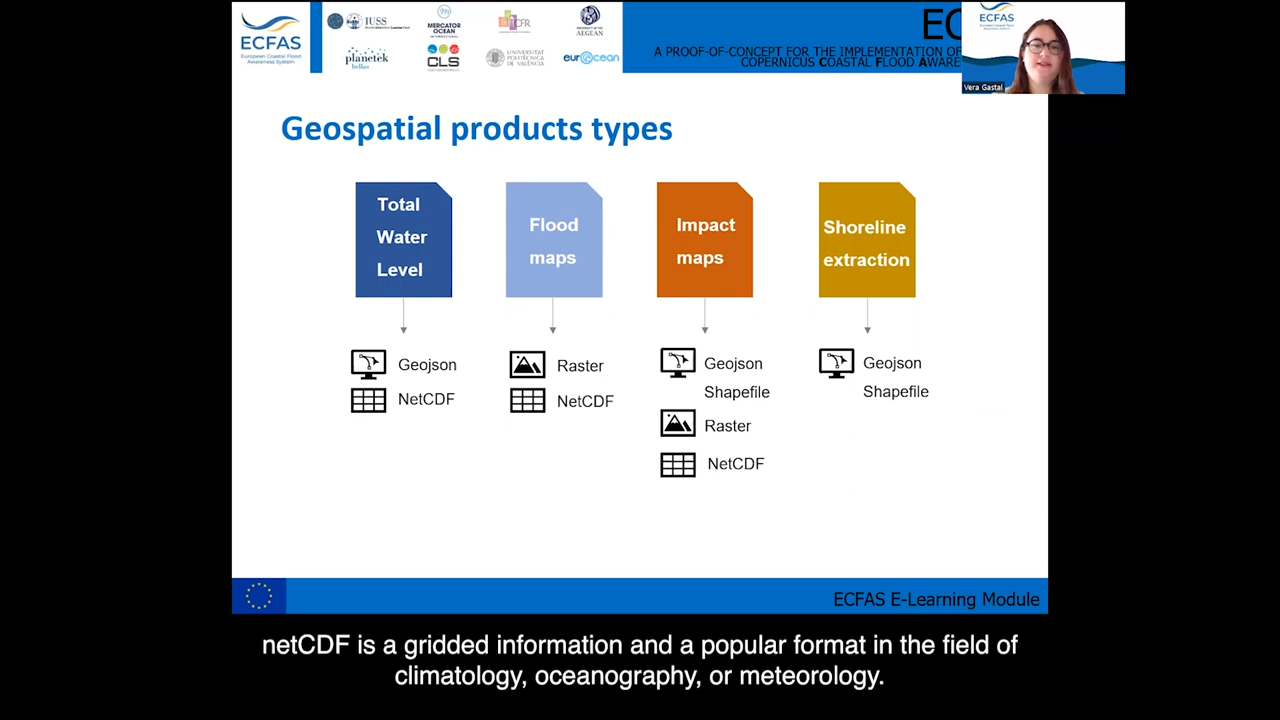 ECFAS
European Coastal Flood
Awareness System
IUSS
MERCATOR
OCEAN
CFR
UNIVERSITY OF THE
AEGEAN
planetek
hellas
CLS
UNIVERSITAT
POLITÈCNICA
DE VALÈNCIA
eurocean
EC
A PROOF-OF-CONCEPT FOR THE IMPLEMENTATION OF
COPERNICUS COASTAL FLOOD AWARE
ECFAS
Vera Gastal
Geospatial products types
Total
Water
Level
Flood
maps
Impact
maps
Shoreline
extraction
Geojson
NetCDF
Raster
NetCDF
Geojson
Shapefile
Raster
NetCDF
Geojson
Shapefile
ECFAS E-Learning Module
netCDF is a gridded information and a popular format in the field of
climatology, oceanography, or meteorology.